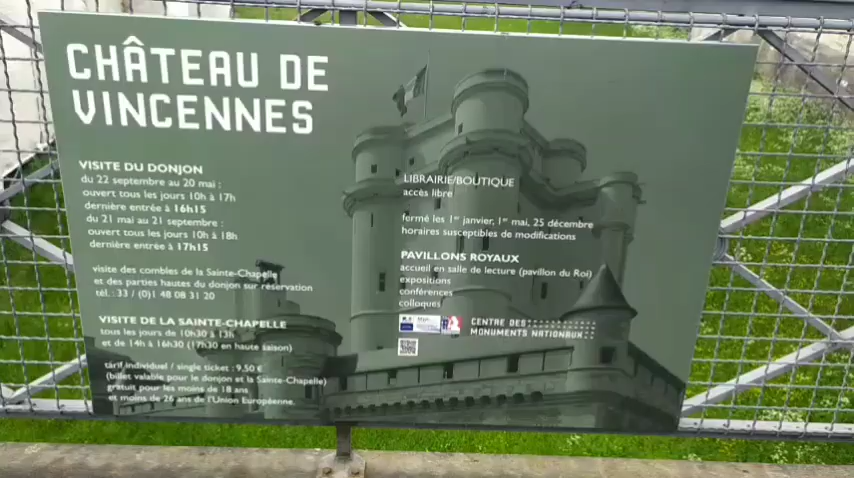 CHÂTEAU DE
VINCENNES
VISITE DU DONJON
du 22 septembre au 20 mai :
ouvert tous les jours 10h à 17h
dernière entrée à 16h15
du 21 mai au 21 septembre :
ouvert tous les jours 10h à 18h
dernière entrée à 17h15
visite des combles de la Sainte-Chapelle
et des parties hautes du donjon sur réservation
tél. : 33 / (0)1 48 08 31 20
VISITE DE LA SAINTE-CHAPELLE
tous les jours de 10h30 à 13h
et de 14h à 16h30 (17h30 en haute saison)
tarif individuel / single ticket : 9,50 €
(billet valable pour le donjon et la Sainte-Chapelle)
gratuit pour les moins de 18 ans
et moins de 26 ans de l'Union Européenne.
LIBRAIRIE/BOUTIQUE
accès libre
fermé les 1er janvier, 1er mai, 25 décembre
horaires susceptibles de modifications
PAVILLONS ROYAUX
accueil en salle de lecture (pavillon du Roi)
expositions
conférences
colloques
CENTRE DES
MONUMENTS NATIONAUX